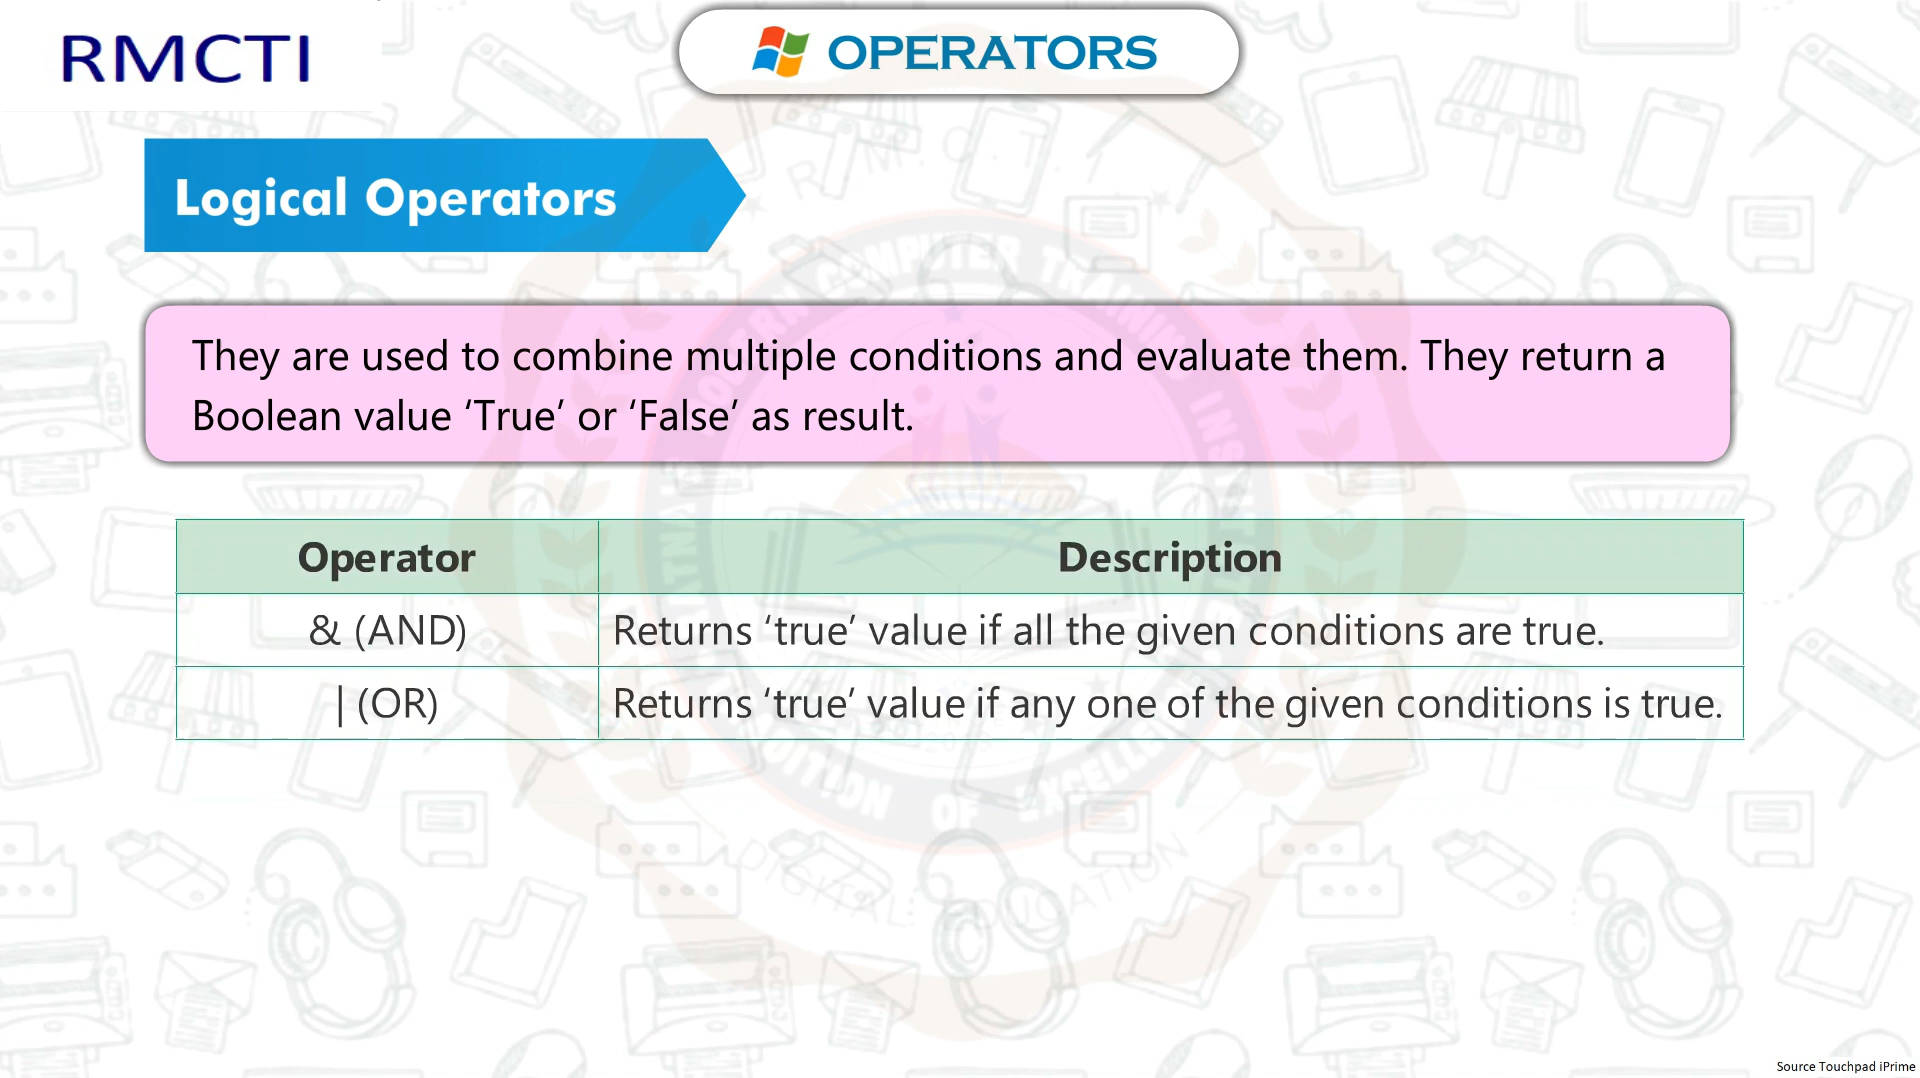 RMCTI
OPERATORS
Logical Operators
They are used to combine multiple conditions and evaluate them. They return a
Boolean value ‘True’ or ‘False’ as result.
Operator Description
& (AND) Returns ‘true’ value if all the given conditions are true.
| (OR) Returns ‘true’ value if any one of the given conditions is true.
DIGITAL EDUCATION
Source Touchpad iPrime